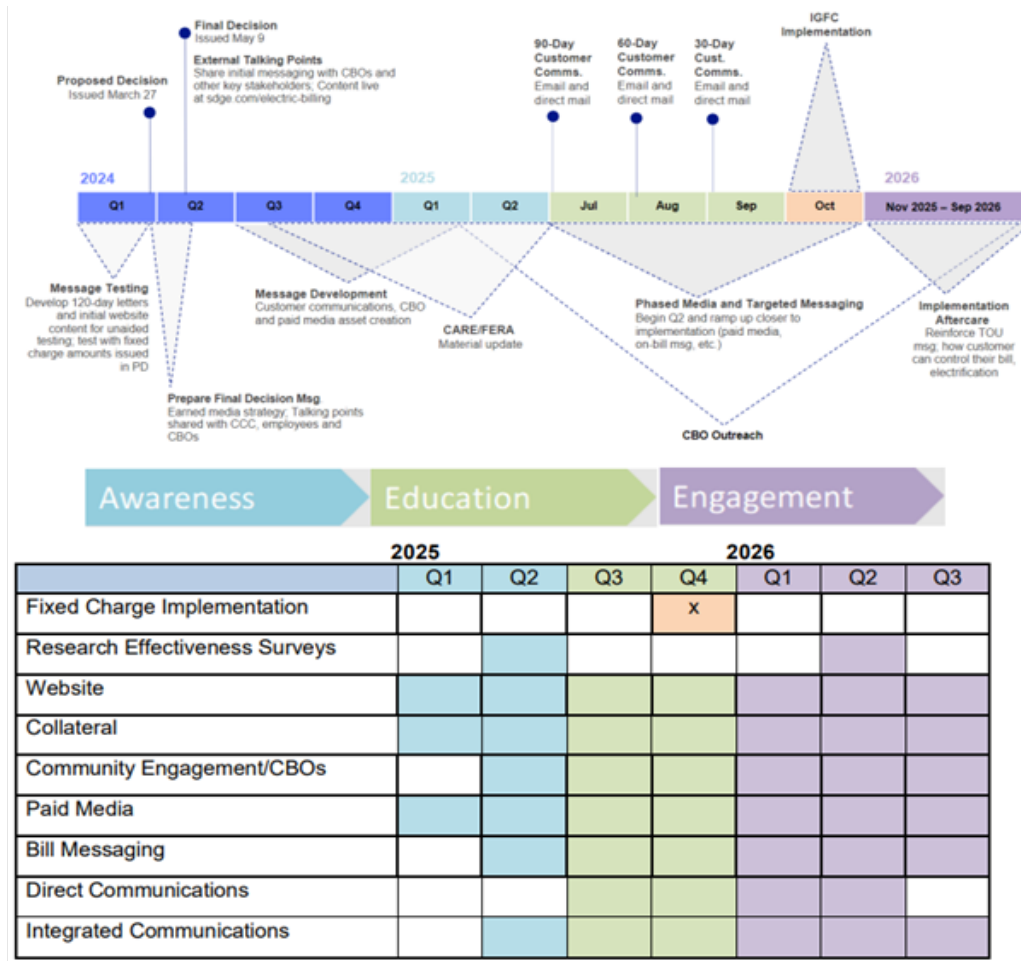 Final Decision
Issued May 9
External Talking Points
Share initial messaging with CBOs and
other key stakeholders; Content live
at sdge.com/electric-billing
Proposed Decision
Issued March 27
90-Day
Customer
Comms.
Email and
direct mail
60-Day
Customer
Comms.
Email and
direct mail
30-Day
Cust.
Comms.
Email and
direct mail
IGFC
Implementation
2024
2025
2026
Q1
Q2
Q3
Q4
Q1
Q2
Jul
Aug
Sep
Oct
Nov 2025 – Sep 2026
Message Testing
Develop 120-day letters
and initial website
content for unaided
testing; test with fixed
charge amounts issued
in PD
Prepare Final Decision Msg.
Earned media strategy; Talking points
shared with CCC, employees and
CBOs
Message Development
Customer communications, CBO
and paid media asset creation
CARE/FERA
Material update
Phased Media and Targeted Messaging
Begin Q2 and ramp up closer to
implementation (paid media,
on-bill msg, etc.)
CBO Outreach
Implementation
Aftercare
Reinforce TOU
msg; how customer
can control their bill,
electrification
Awareness
Education
Engagement
2025
2026
Q1 Q2 Q3 Q4 Q1 Q2 Q3
Fixed Charge Implementation x
Research Effectiveness Surveys
Website
Collateral
Community Engagement/CBOs
Paid Media
Bill Messaging
Direct Communications
Integrated Communications